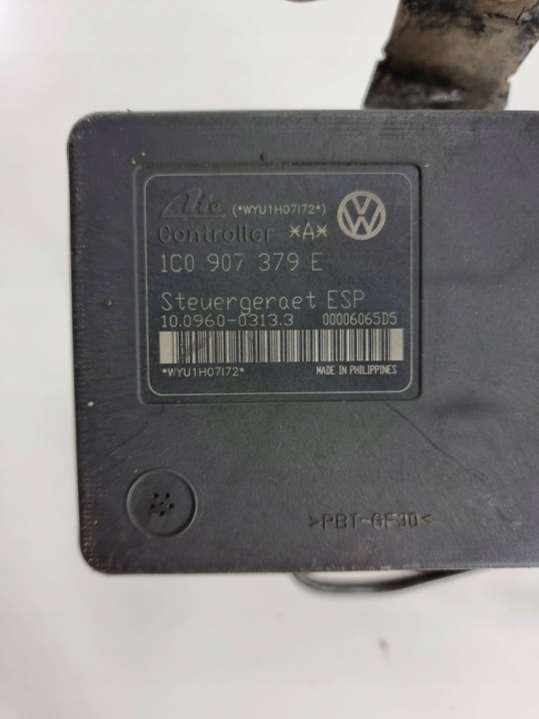 Ate (*WYU1H07172*)
Controller *A*
1C0 907 379 E
Steuergeraet ESP
10.0960-0313.3 00006065D5
*WYU1H07172*
MADE IN PHILIPPINES
>PBT-GF30<